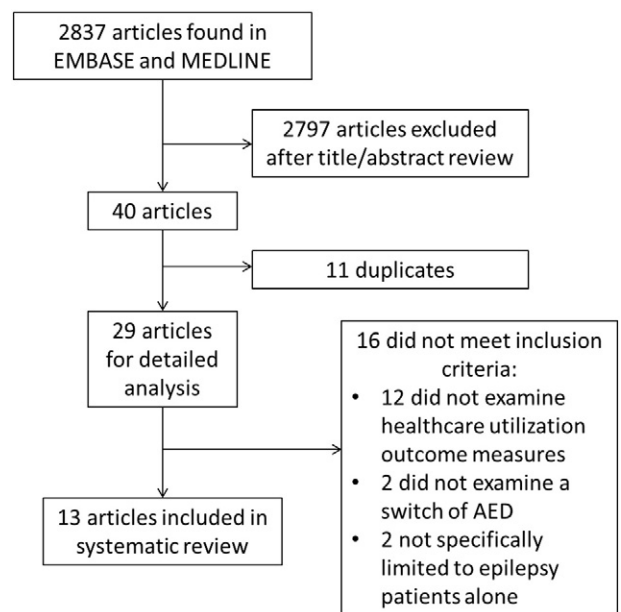 2837 articles found in
EMBASE and MEDLINE
2797 articles excluded
after title/abstract review
40 articles
11 duplicates
29 articles
for detailed
analysis
16 did not meet inclusion
criteria:
• 12 did not examine
healthcare utilization
outcome measures
• 2 did not examine a
switch of AED
• 2 not specifically
limited to epilepsy
patients alone
13 articles included in
systematic review